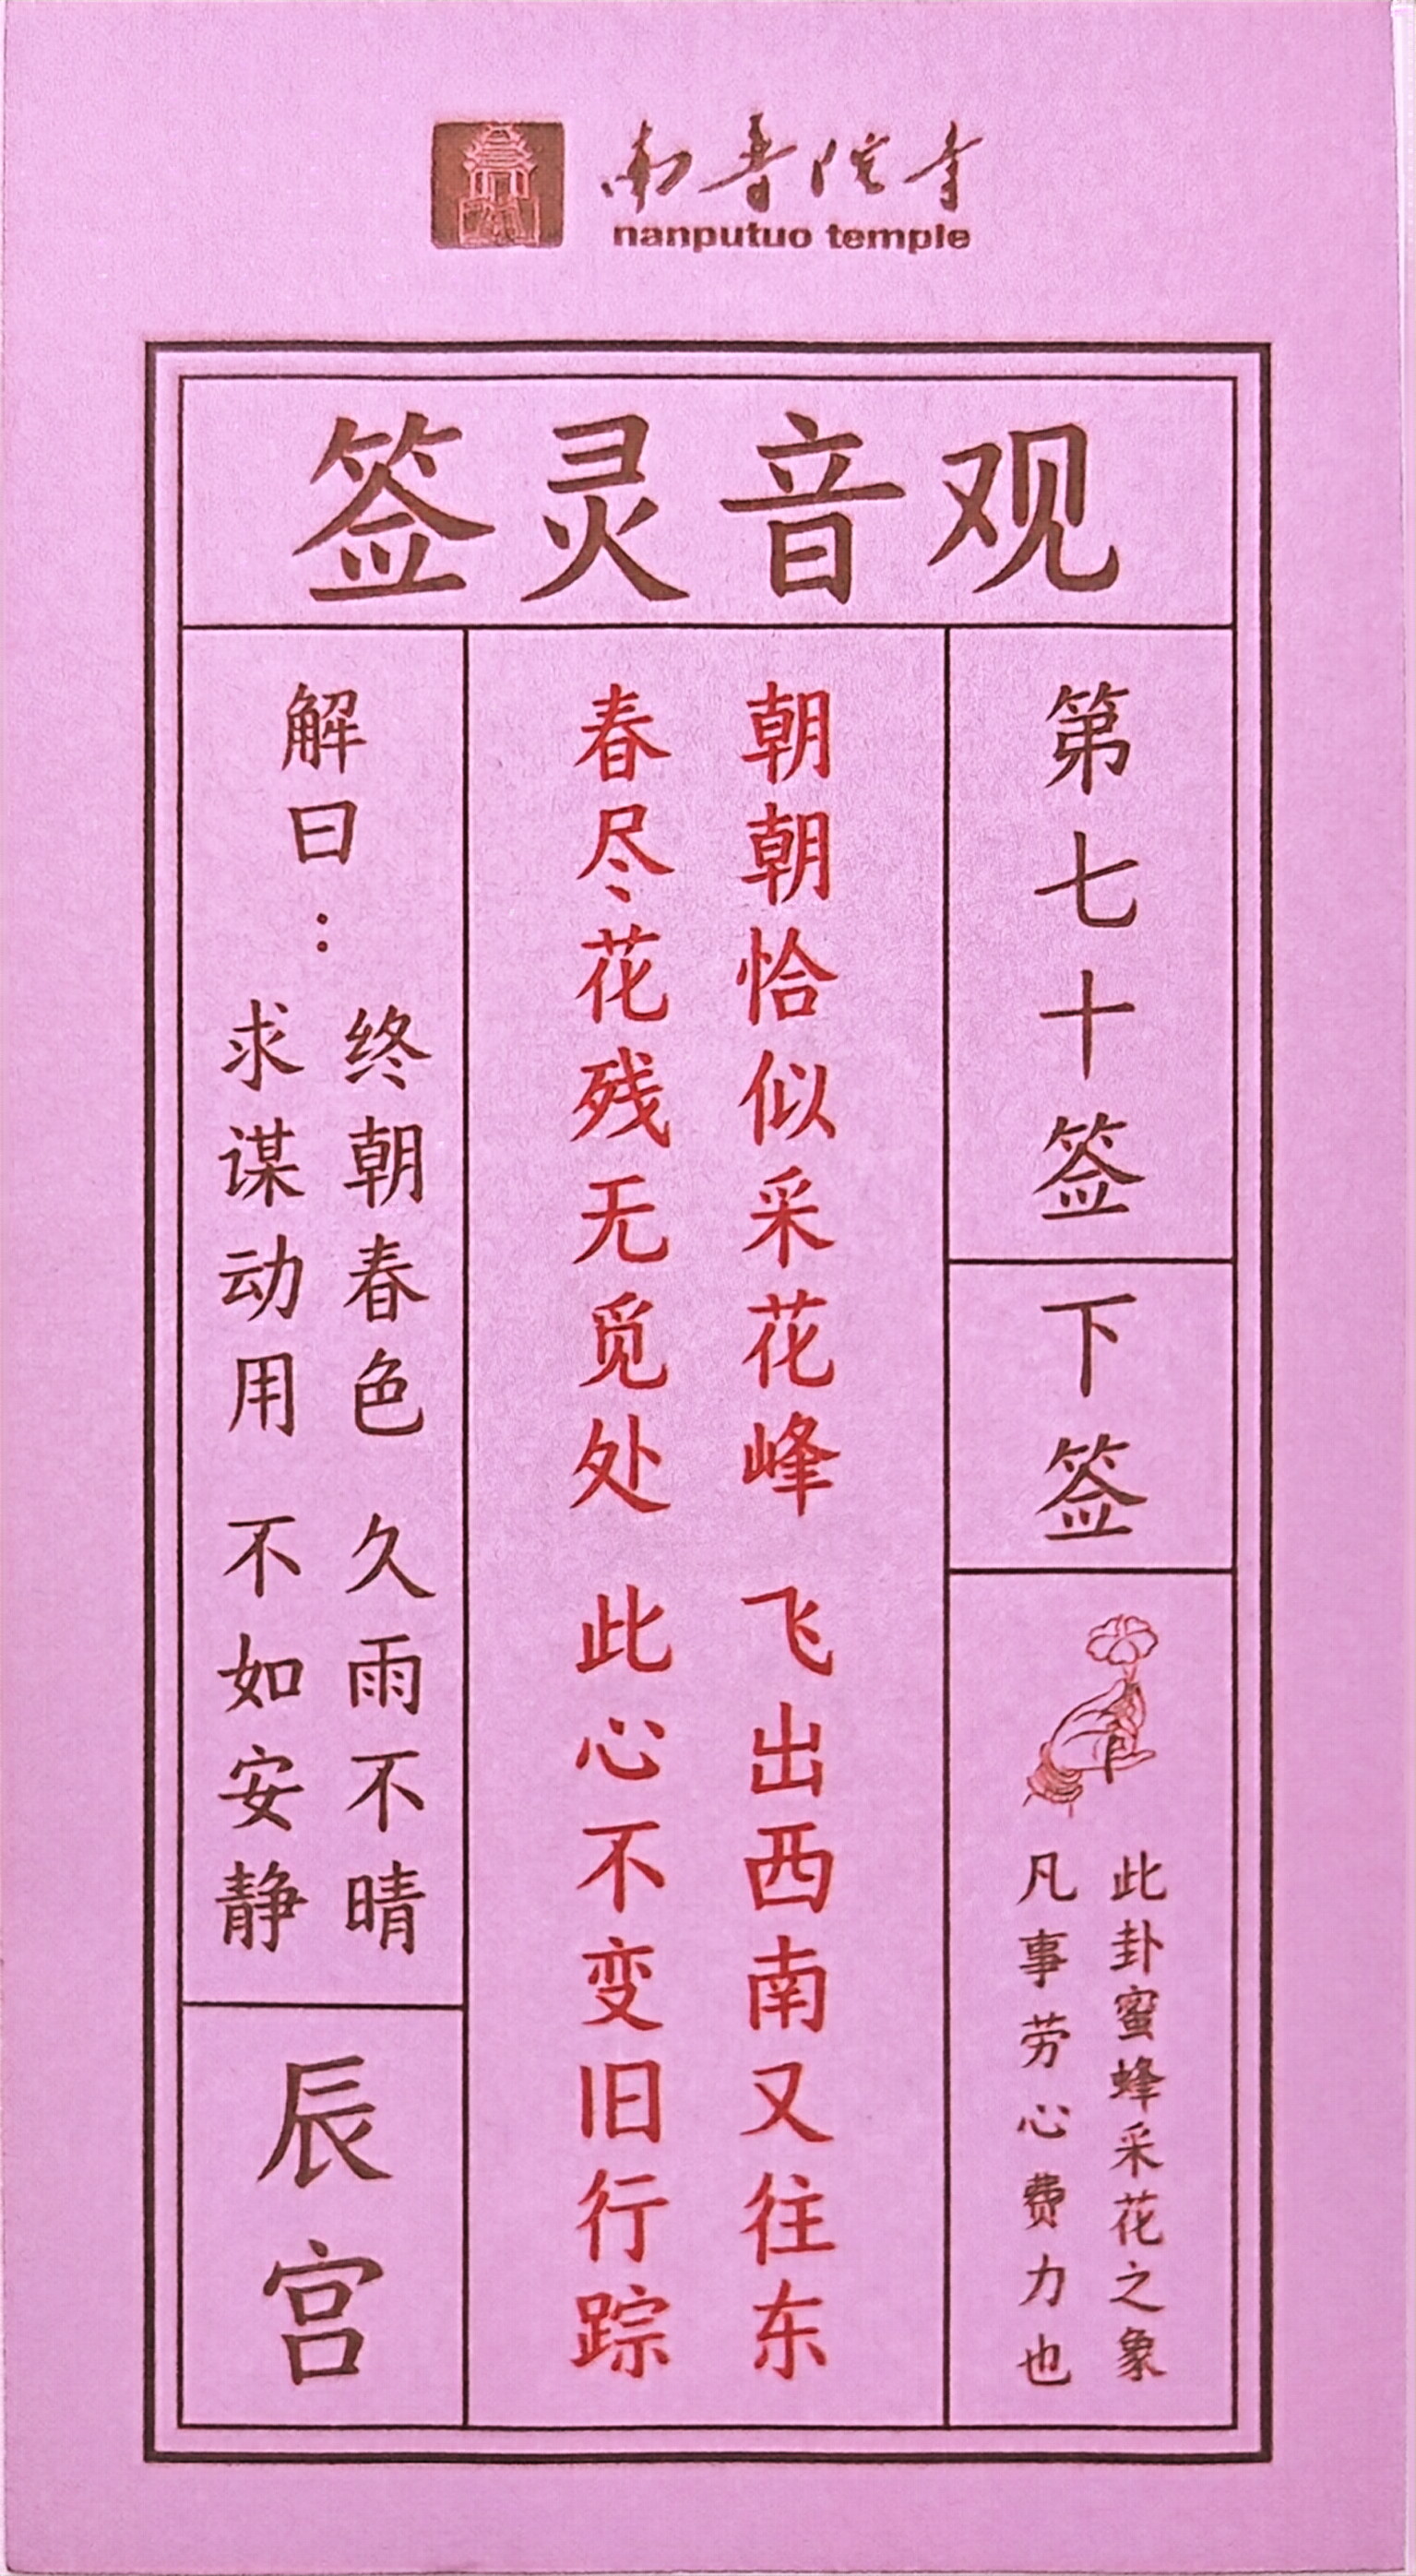 南普陀寺
nanputuo temple
观音灵签
第七十签
下签
此卦蜜蜂采花之象
凡事劳心费力也
朝朝恰似采花峰 飞出西南又往东
春尽花残无觅处 此心不变旧行踪
解曰：
终朝春色 久雨不晴
求谋动用 不如安静
辰宫